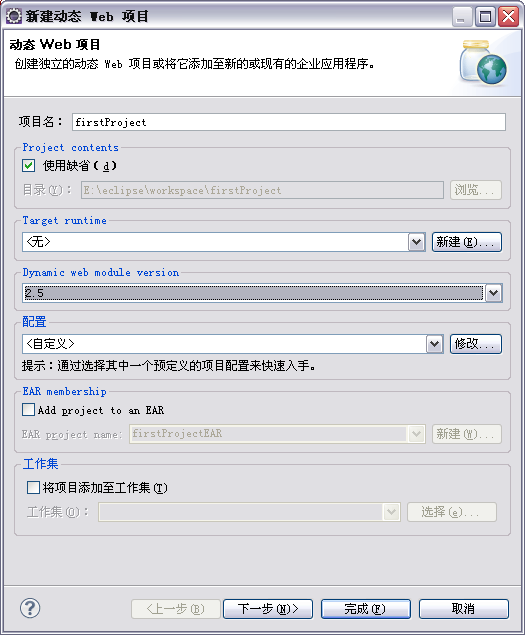 新建动态 Web 项目
动态 Web 项目
创建独立的动态 Web 项目或将它添加至新的或现有的企业应用程序。
项目名： firstProject
Project contents
使用缺省(d)
目录(Y)： E:\eclipse\workspace\firstProject 浏览...
Target runtime
<无> 新建(E)...
Dynamic web module version
2.5
配置
<自定义> 修改...
提示：通过选择其中一个预定义的项目配置来快速入手。
EAR membership
Add project to an EAR
EAR project name: firstProjectEAR 新建(W)...
工作集
将项目添加至工作集(T)
工作集(O)： 选择(e)...
? <上一步(B) 下一步(N)> 完成(F) 取消